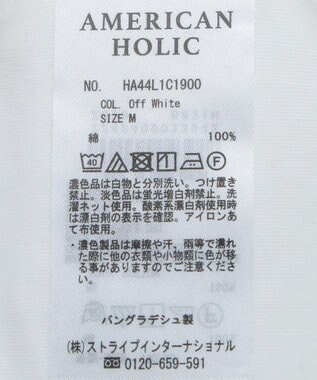 AMERICAN
HOLIC
NO. HA44L1C1900
COL. Off White
SIZE M
綿 100%
40 F
濃色品は白物と分別洗い。つけ置き
禁止。淡色品は蛍光増白剤禁止。洗
濯ネット使用。酸素系漂白剤使用時
は漂白剤の表示を確認。アイロンあ
て布使用。
・濃色製品は摩擦や汗、雨等で濡れ
た際に他の衣類や小物類に色が移
る事がありますのでご注意くださ
い。
バングラデシュ製
(株)ストライプインターナショナル
0120-659-591